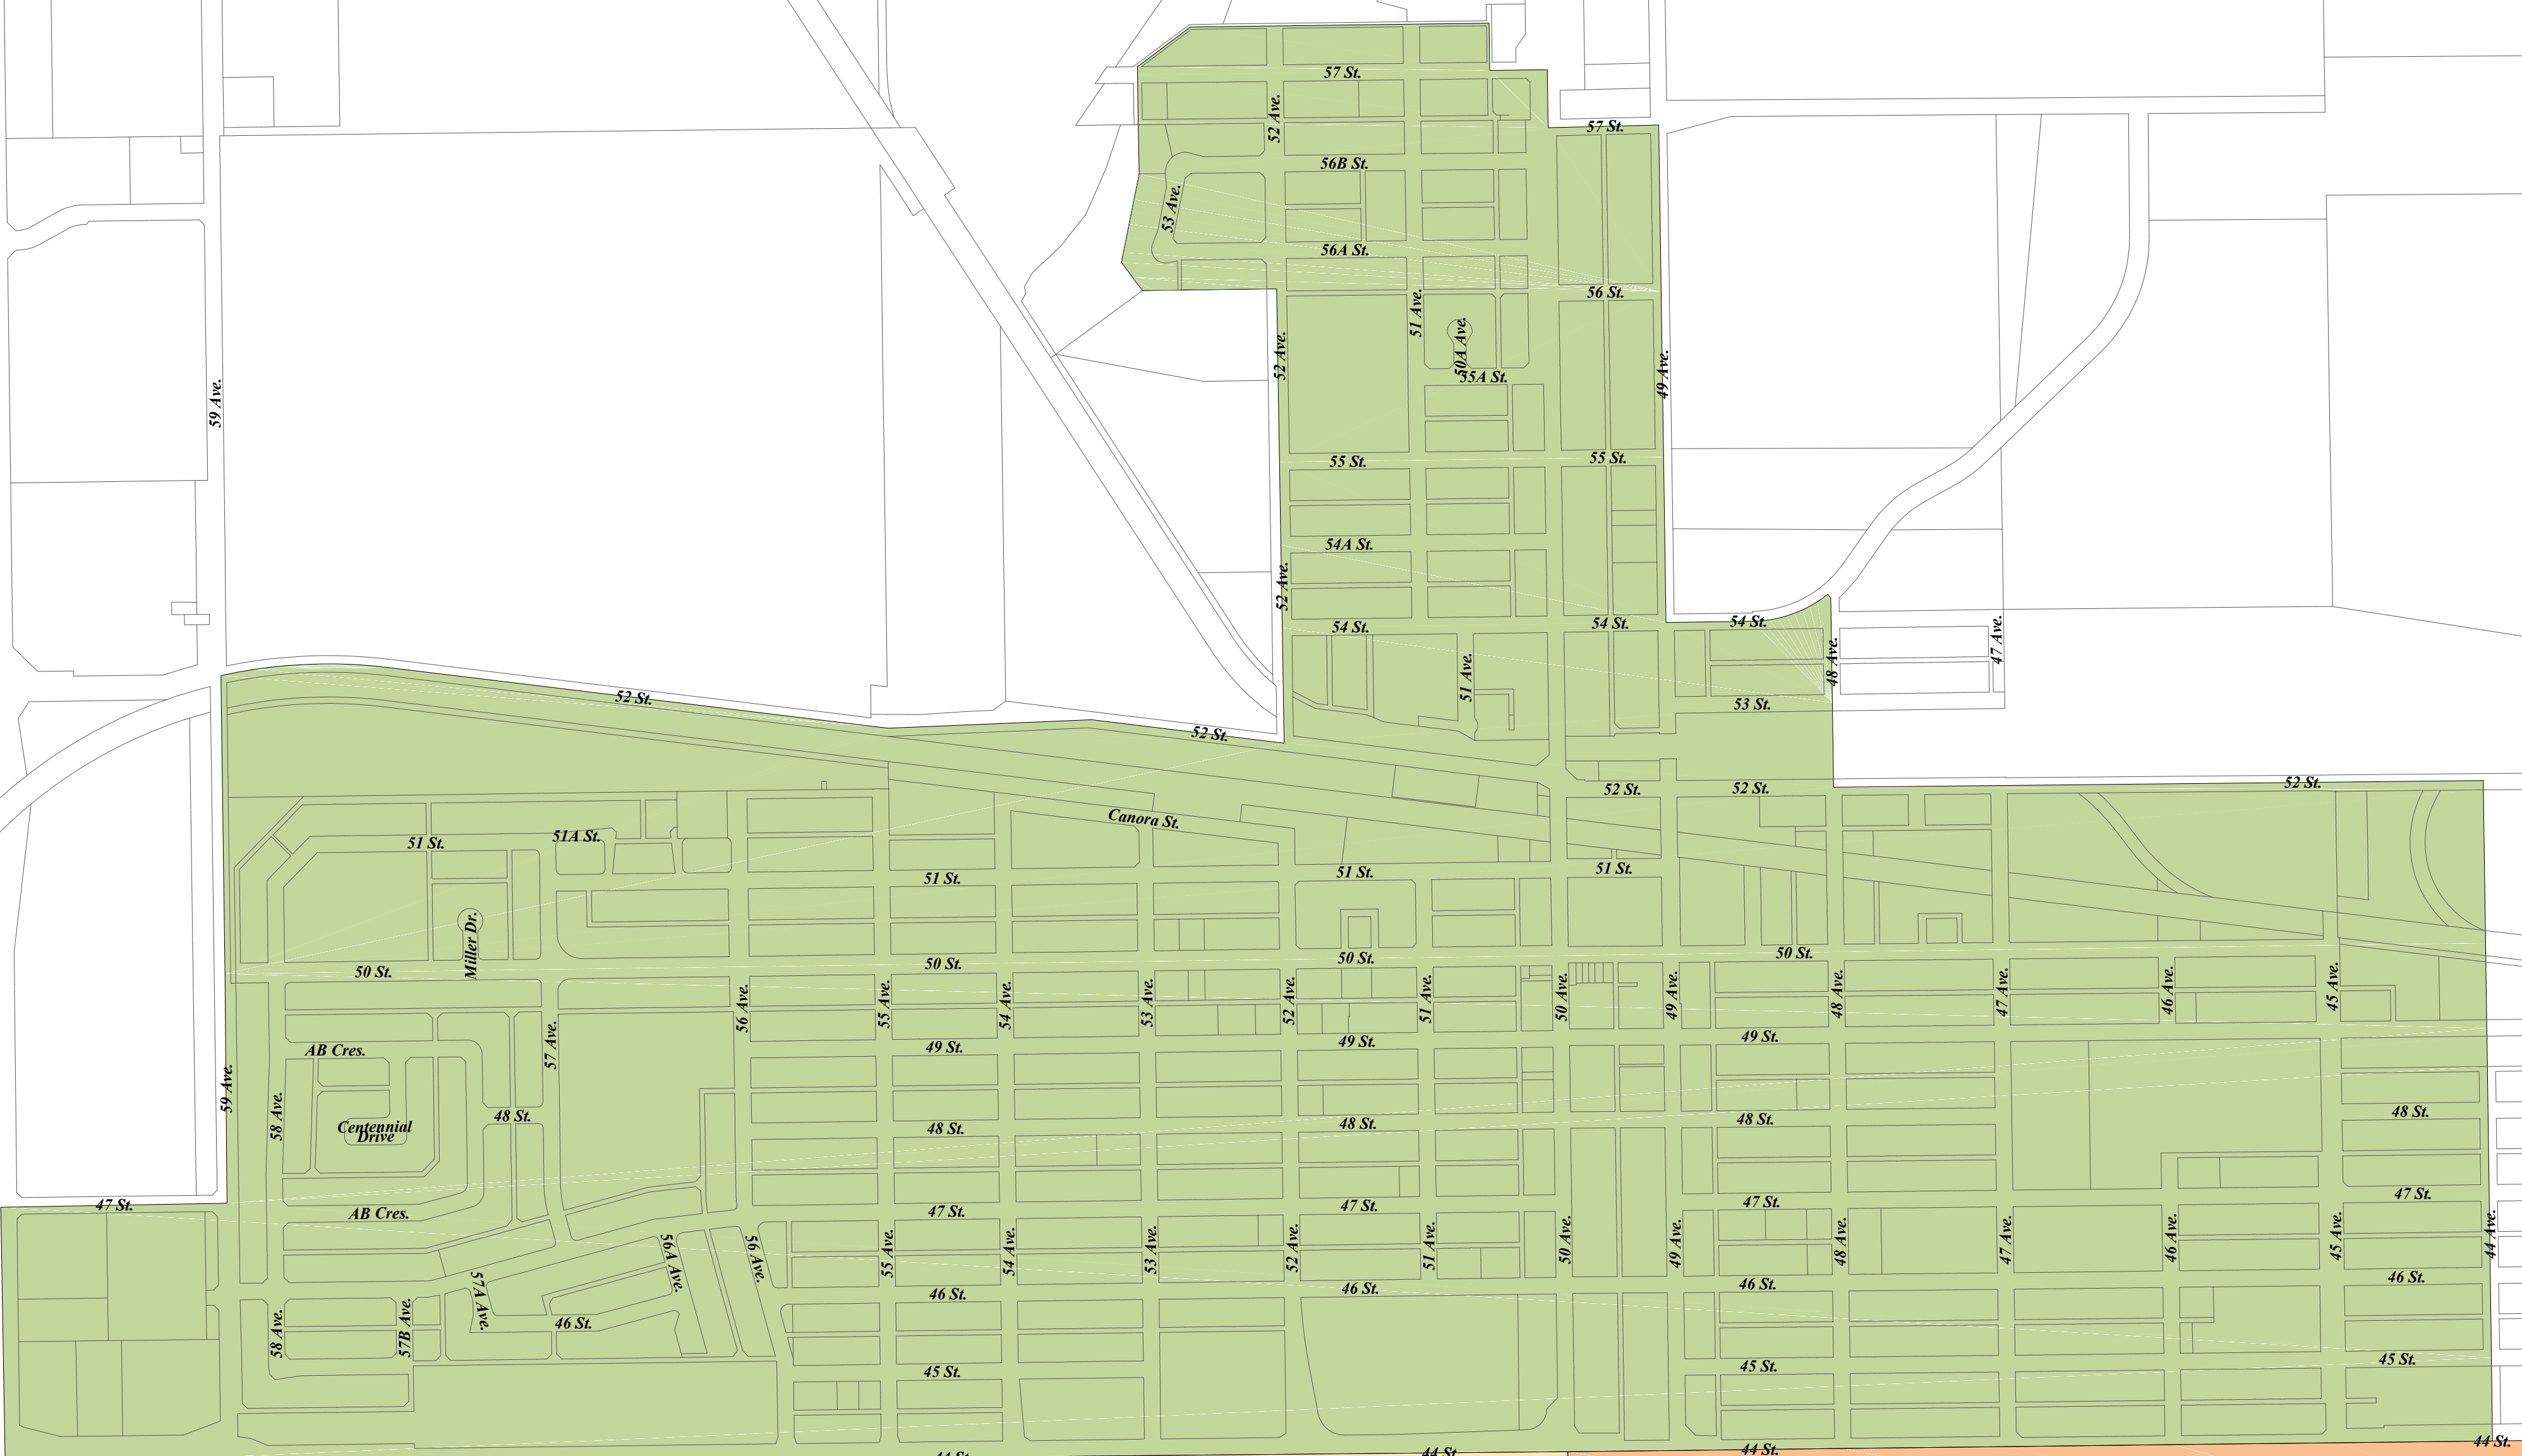 57 St.
52 Ave.
57 St.
56B St.
53 Ave.
56A St.
56 St.
51 Ave.
50A Ave.
52 Ave.
49 Ave.
55A St.
59 Ave.
55 St.
55 St.
54A St.
52 Ave.
54 St.
54 St.
54 St.
51 Ave.
48 Ave.
47 Ave.
52 St.
53 St.
52 St.
52 St.
52 St.
52 St.
Canora St.
51 St.
51A St.
51 St.
51 St.
51 St.
Miller Dr.
50 St.
50 St.
50 St.
50 St.
56 Ave.
55 Ave.
54 Ave.
53 Ave.
52 Ave.
51 Ave.
50 Ave.
49 Ave.
48 Ave.
47 Ave.
46 Ave.
45 Ave.
57 Ave.
AB Cres.
49 St.
49 St.
49 St.
59 Ave.
58 Ave.
48 St.
Centennial
Drive
48 St.
48 St.
48 St.
48 St.
47 St.
AB Cres.
47 St.
47 St.
47 St.
47 St.
56A Ave.
56 Ave.
55 Ave.
54 Ave.
53 Ave.
52 Ave.
51 Ave.
50 Ave.
49 Ave.
48 Ave.
47 Ave.
46 Ave.
45 Ave.
44 Ave.
57A Ave.
46 St.
46 St.
46 St.
46 St.
58 Ave.
57B Ave.
46 St.
45 St.
45 St.
45 St.
44 St.
44 St.
44 St.
44 St.